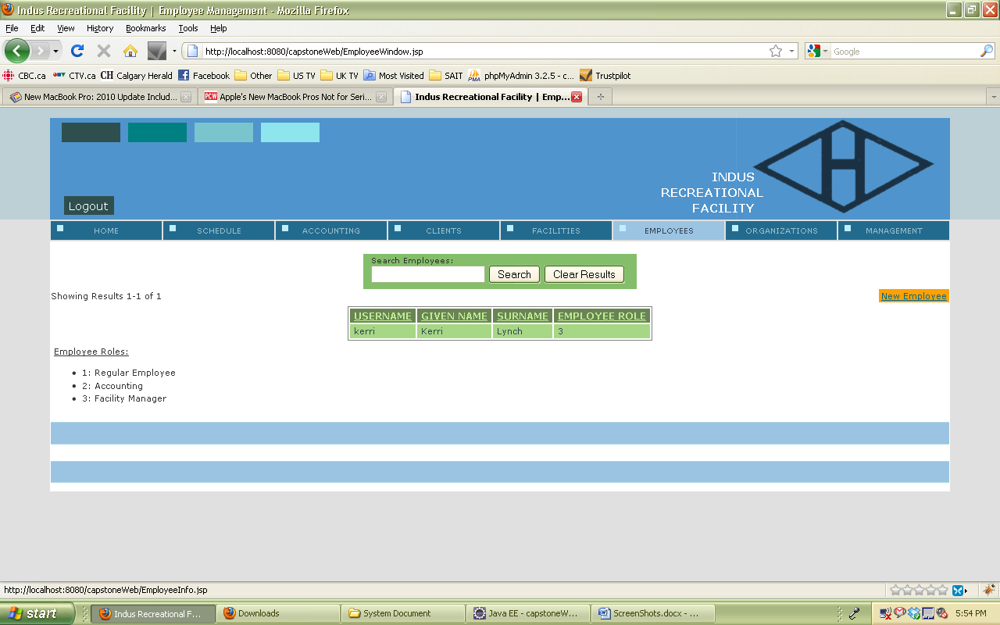 Indus Recreational Facility | Employee Management - Mozilla Firefox
File Edit View History Bookmarks Tools Help
http://localhost:8080/capstoneWeb/EmployeeWindow.jsp
Google
CBC.ca CTV.ca CH Calgary Herald Facebook Other US TV UK TV Most Visited SAIT PMA phpMyAdmin 3.2.5 - c... Trustpilot
New MacBook Pro: 2010 Update Includ... PCW Apple's New MacBook Pros Not for Seri... Indus Recreational Facility | Emp...
INDUS
RECREATIONAL
FACILITY
Logout
HOME SCHEDULE ACCOUNTING CLIENTS FACILITIES EMPLOYEES ORGANIZATIONS MANAGEMENT
Search Employees:
Search Clear Results
Showing Results 1-1 of 1
New Employee
USERNAME GIVEN NAME SURNAME EMPLOYEE ROLE
kerri Kerri Lynch 3
Employee Roles:
1: Regular Employee
2: Accounting
3: Facility Manager
http://localhost:8080/capstoneWeb/EmployeeInfo.jsp
start Indus Recreational F... Downloads System Document Java EE - capstoneW... ScreenShots.docx - ... 5:54 PM